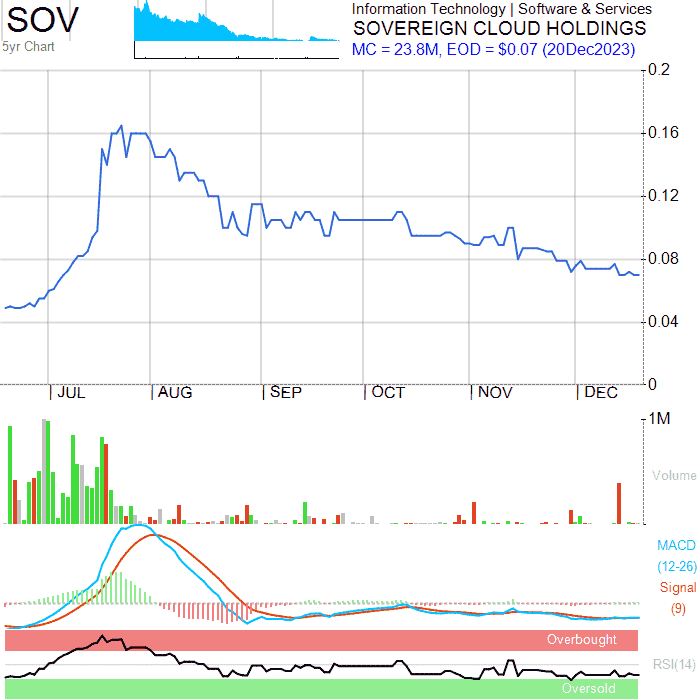 SOV
5yr Chart
Information Technology | Software & Services
SOVEREIGN CLOUD HOLDINGS
MC = 23.8M, EOD = $0.07 (20Dec2023)
0.2
0.16
0.12
0.08
0.04
0
JUL AUG SEP OCT NOV DEC
1M
Volume
MACD
(12-26)
Signal
(9)
Overbought
RSI(14)
Oversold